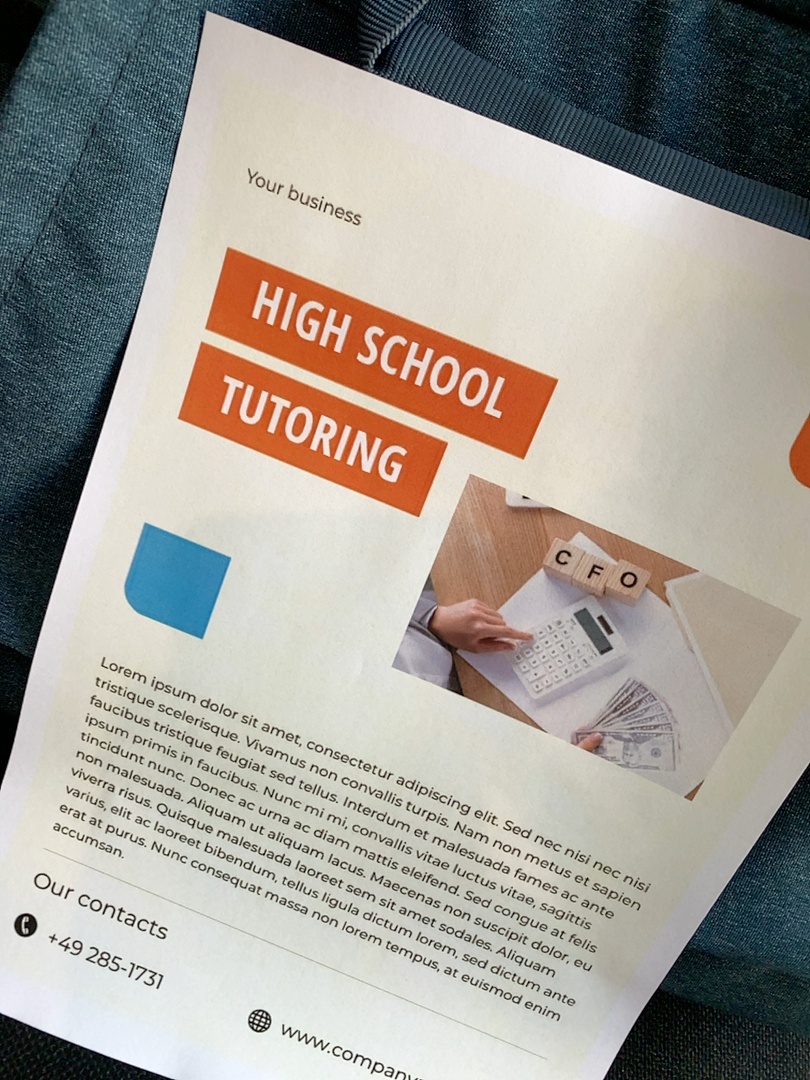 Your business
HIGH SCHOOL
TUTORING
CFO
Lorem ipsum dolor sit amet, consectetur adipiscing elit. Sed nec nisi nec nisi
tristique scelerisque. Vivamus non convallis turpis. Nam non metus et sapien
faucibus tristique feugiat sed tellus. Interdum et malesuada fames ac ante
ipsum primis in faucibus. Nunc mi mi, convallis vitae luctus vitae, sagittis
tincidunt nunc. Donec ac urna ac diam mattis eleifend. Sed congue at felis
non malesuada. Aliquam ut aliquam lacus. Maecenas non suscipit dolor, eu
viverra risus. Quisque malesuada laoreet sem sit amet sodales. Aliquam
varius, elit ac laoreet bibendum, tellus ligula dictum lorem, sed dictum ante
erat at purus. Nunc consequat massa non lorem tempus, at euismod enim
accumsan.
Our contacts
+49 285-1731
www.company